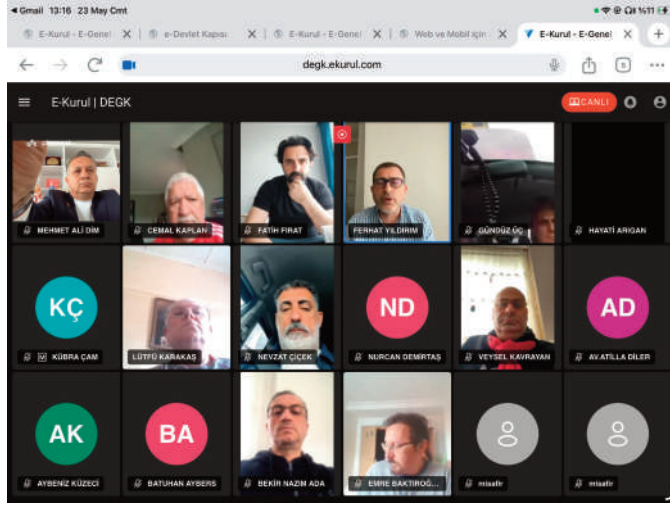 Gmail 13:16 23 May Cmt
%11
E-Kurul - E-Genel
e-Devlet Kapısı
E-Kurul - E-Genel
Web ve Mobil için
E-Kurul - E-Genel
degk.ekurul.com
5
E-Kurul | DEGK
CANLI
MEHMET ALİ DİM
CEMAL KAPLAN
FATİH FIRAT
FERHAT YILDIRIM
GÜNDÜZ ÜÇ
HAYATİ ARIGAN
KÇ
ND
AD
KÜBRA ÇAM
LÜTFÜ KARAKAŞ
NEVZAT ÇİÇEK
NURCAN DEMİRTAŞ
VEYSEL KAVRAYAN
AV.ATİLLA DİLER
AK
BA
AYBENİZ KÜZECİ
BATUHAN AYBERS
BEKİR NAZIM ADA
EMRE BAKTIROĞ...
misafir
misafir